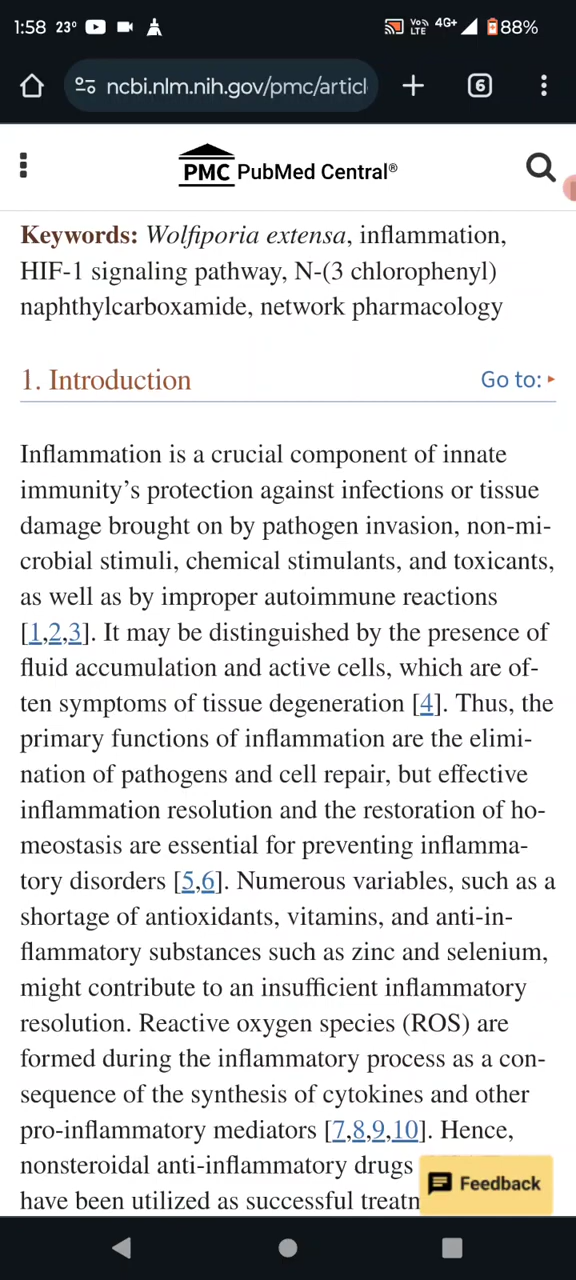 1:58 23° Vo) LTE 4G+ 88%
ncbi.nlm.nih.gov/pmc/articl 6
PMC PubMed Central®
Keywords: Wolfiporia extensa, inflammation,
HIF-1 signaling pathway, N-(3 chlorophenyl)
naphthylcarboxamide, network pharmacology
1. Introduction Go to:
Inflammation is a crucial component of innate
immunity’s protection against infections or tissue
damage brought on by pathogen invasion, non-mi-
crobial stimuli, chemical stimulants, and toxicants,
as well as by improper autoimmune reactions
[1,2,3]. It may be distinguished by the presence of
fluid accumulation and active cells, which are of-
ten symptoms of tissue degeneration [4]. Thus, the
primary functions of inflammation are the elimi-
nation of pathogens and cell repair, but effective
inflammation resolution and the restoration of ho-
meostasis are essential for preventing inflamma-
tory disorders [5,6]. Numerous variables, such as a
shortage of antioxidants, vitamins, and anti-in-
flammatory substances such as zinc and selenium,
might contribute to an insufficient inflammatory
resolution. Reactive oxygen species (ROS) are
formed during the inflammatory process as a con-
sequence of the synthesis of cytokines and other
pro-inflammatory mediators [7,8,9,10]. Hence,
nonsteroidal anti-inflammatory drugs
have been utilized as successful treatn
Feedback